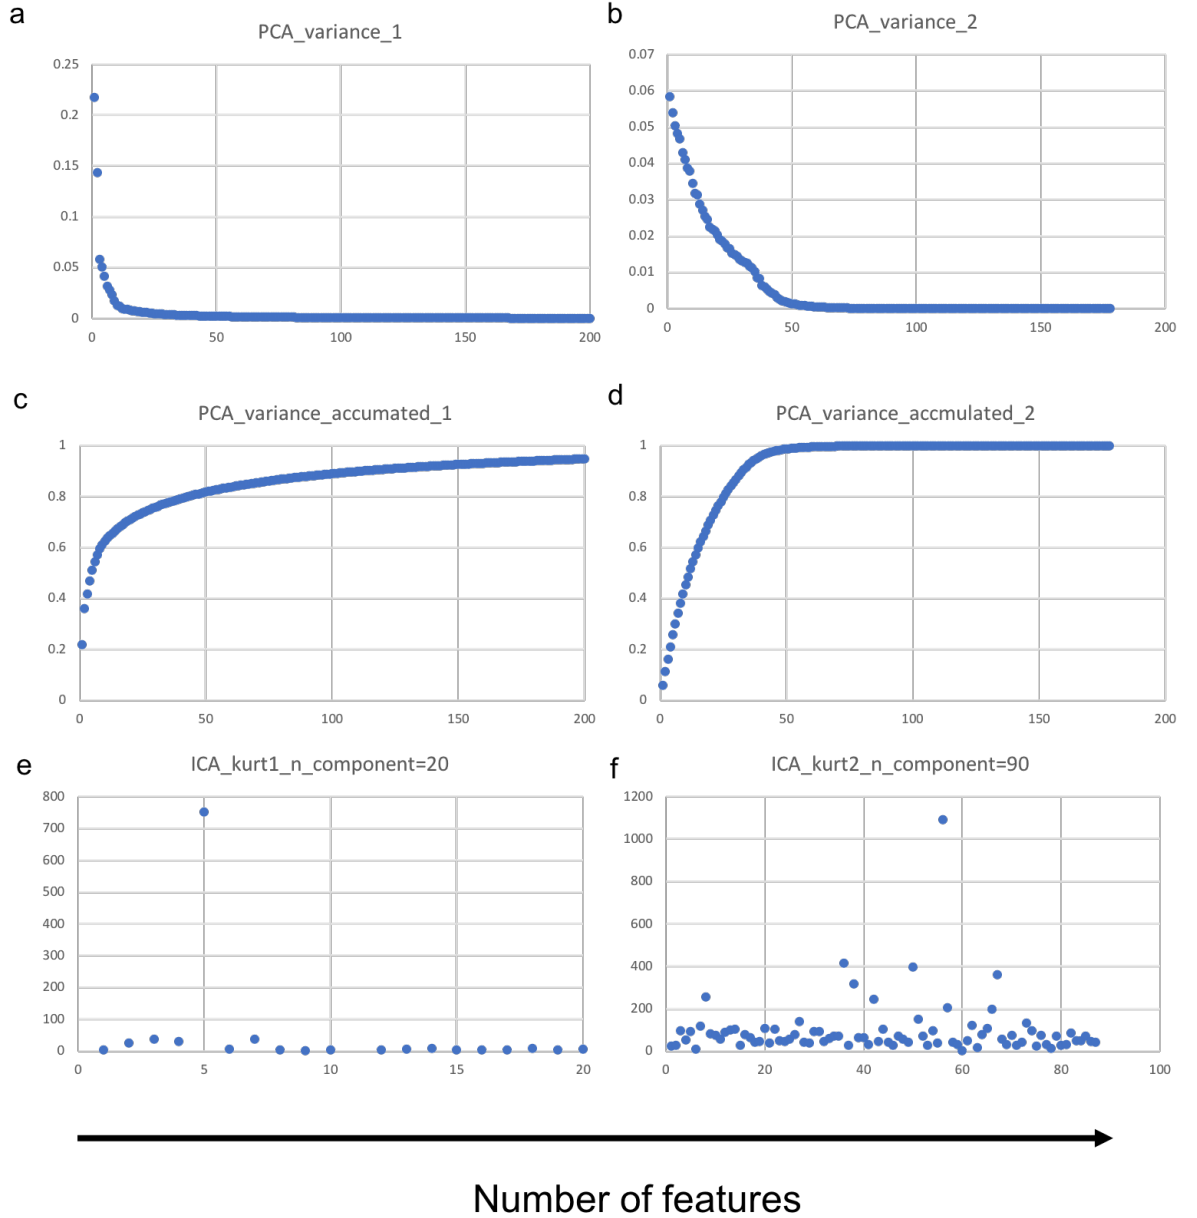 a
PCA_variance_1
0.25
0.2
0.15
0.1
0.05
0
0 50 100 150 200
b
PCA_variance_2
0.07
0.06
0.05
0.04
0.03
0.02
0.01
0
0 50 100 150 200
c
PCA_variance_accumated_1
1
0.8
0.6
0.4
0.2
0
0 50 100 150 200
d
PCA_variance_accmulated_2
1
0.8
0.6
0.4
0.2
0
0 50 100 150 200
e
ICA_kurt1_n_component=20
800
700
600
500
400
300
200
100
0
0 5 10 15 20
f
ICA_kurt2_n_component=90
1200
1000
800
600
400
200
0
0 20 40 60 80 100
Number of features